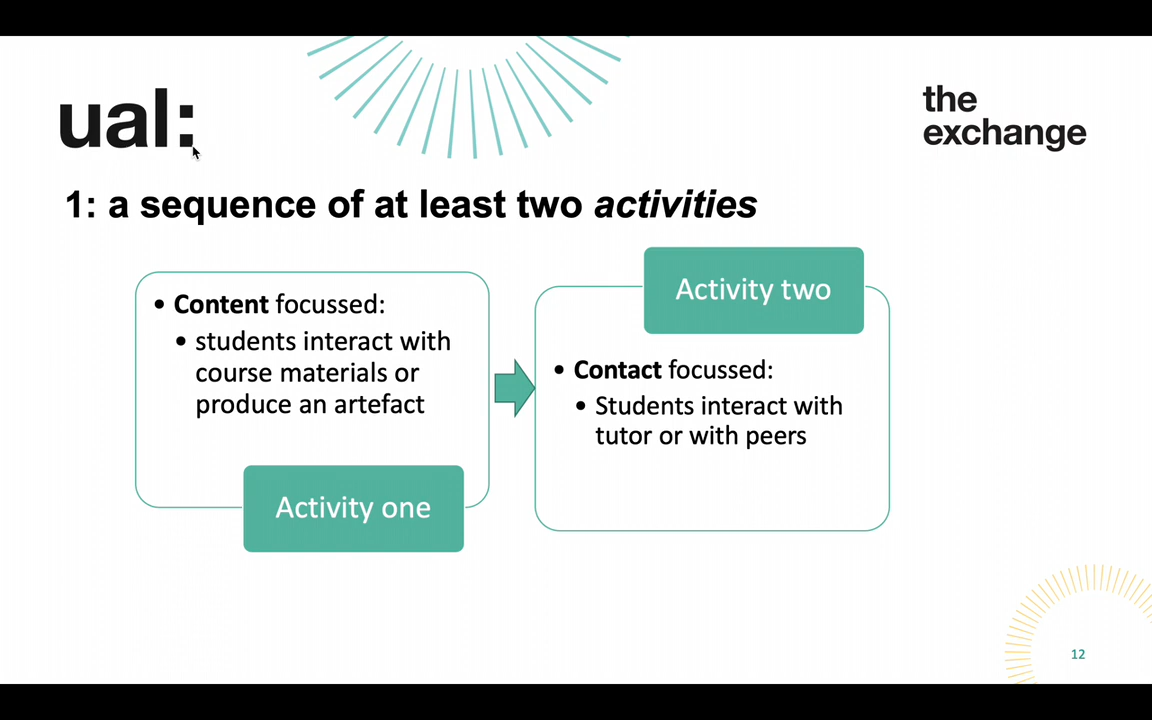 ual:
the
exchange
1: a sequence of at least two activities
• Content focussed:
• students interact with
course materials or
produce an artefact
Activity one
Activity two
• Contact focussed:
• Students interact with
tutor or with peers
12